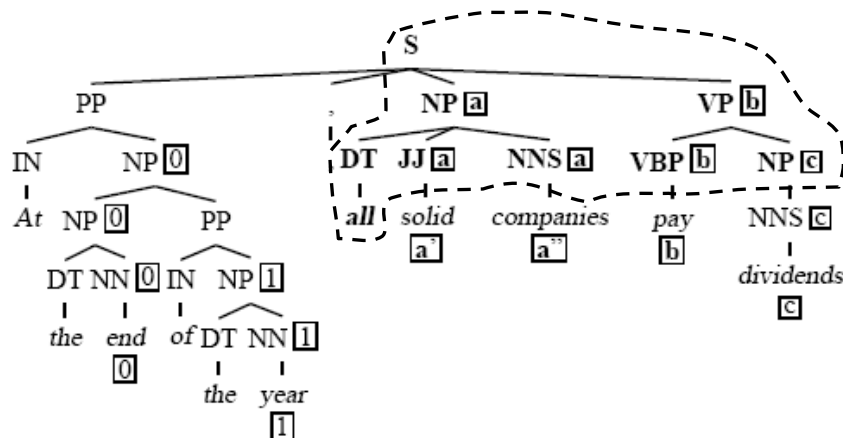 S
PP , NP a VP b
IN NP 0 DT JJ a NNS a VBP b NP c
At NP 0 PP all solid companies pay NNS c
a' a'' b
DT NN 0 IN NP 1 dividends
c
the end of DT NN 1
0
the year
1